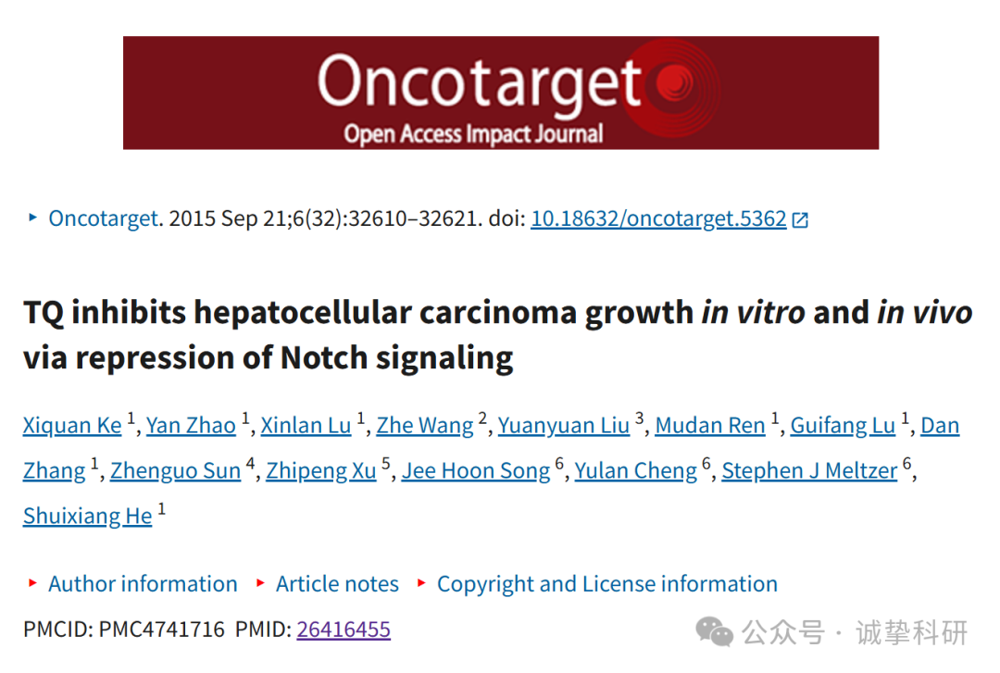 Oncotarget
Open Access Impact Journal
Oncotarget. 2015 Sep 21;6(32):32610–32621. doi: 10.18632/oncotarget.5362
TQ inhibits hepatocellular carcinoma growth in vitro and in vivo
via repression of Notch signaling
Xiquan Ke 1, Yan Zhao 1, Xinlan Lu 1, Zhe Wang 2, Yuanyuan Liu 3, Mudan Ren 1, Guifang Lu 1, Dan
Zhang 1, Zhenguo Sun 4, Zhipeng Xu 5, Jee Hoon Song 6, Yulan Cheng 6, Stephen J Meltzer 6,
Shuixiang He 1
Author information Article notes Copyright and License information
PMCID: PMC4741716 PMID: 26416455
公众号 · 诚挚科研